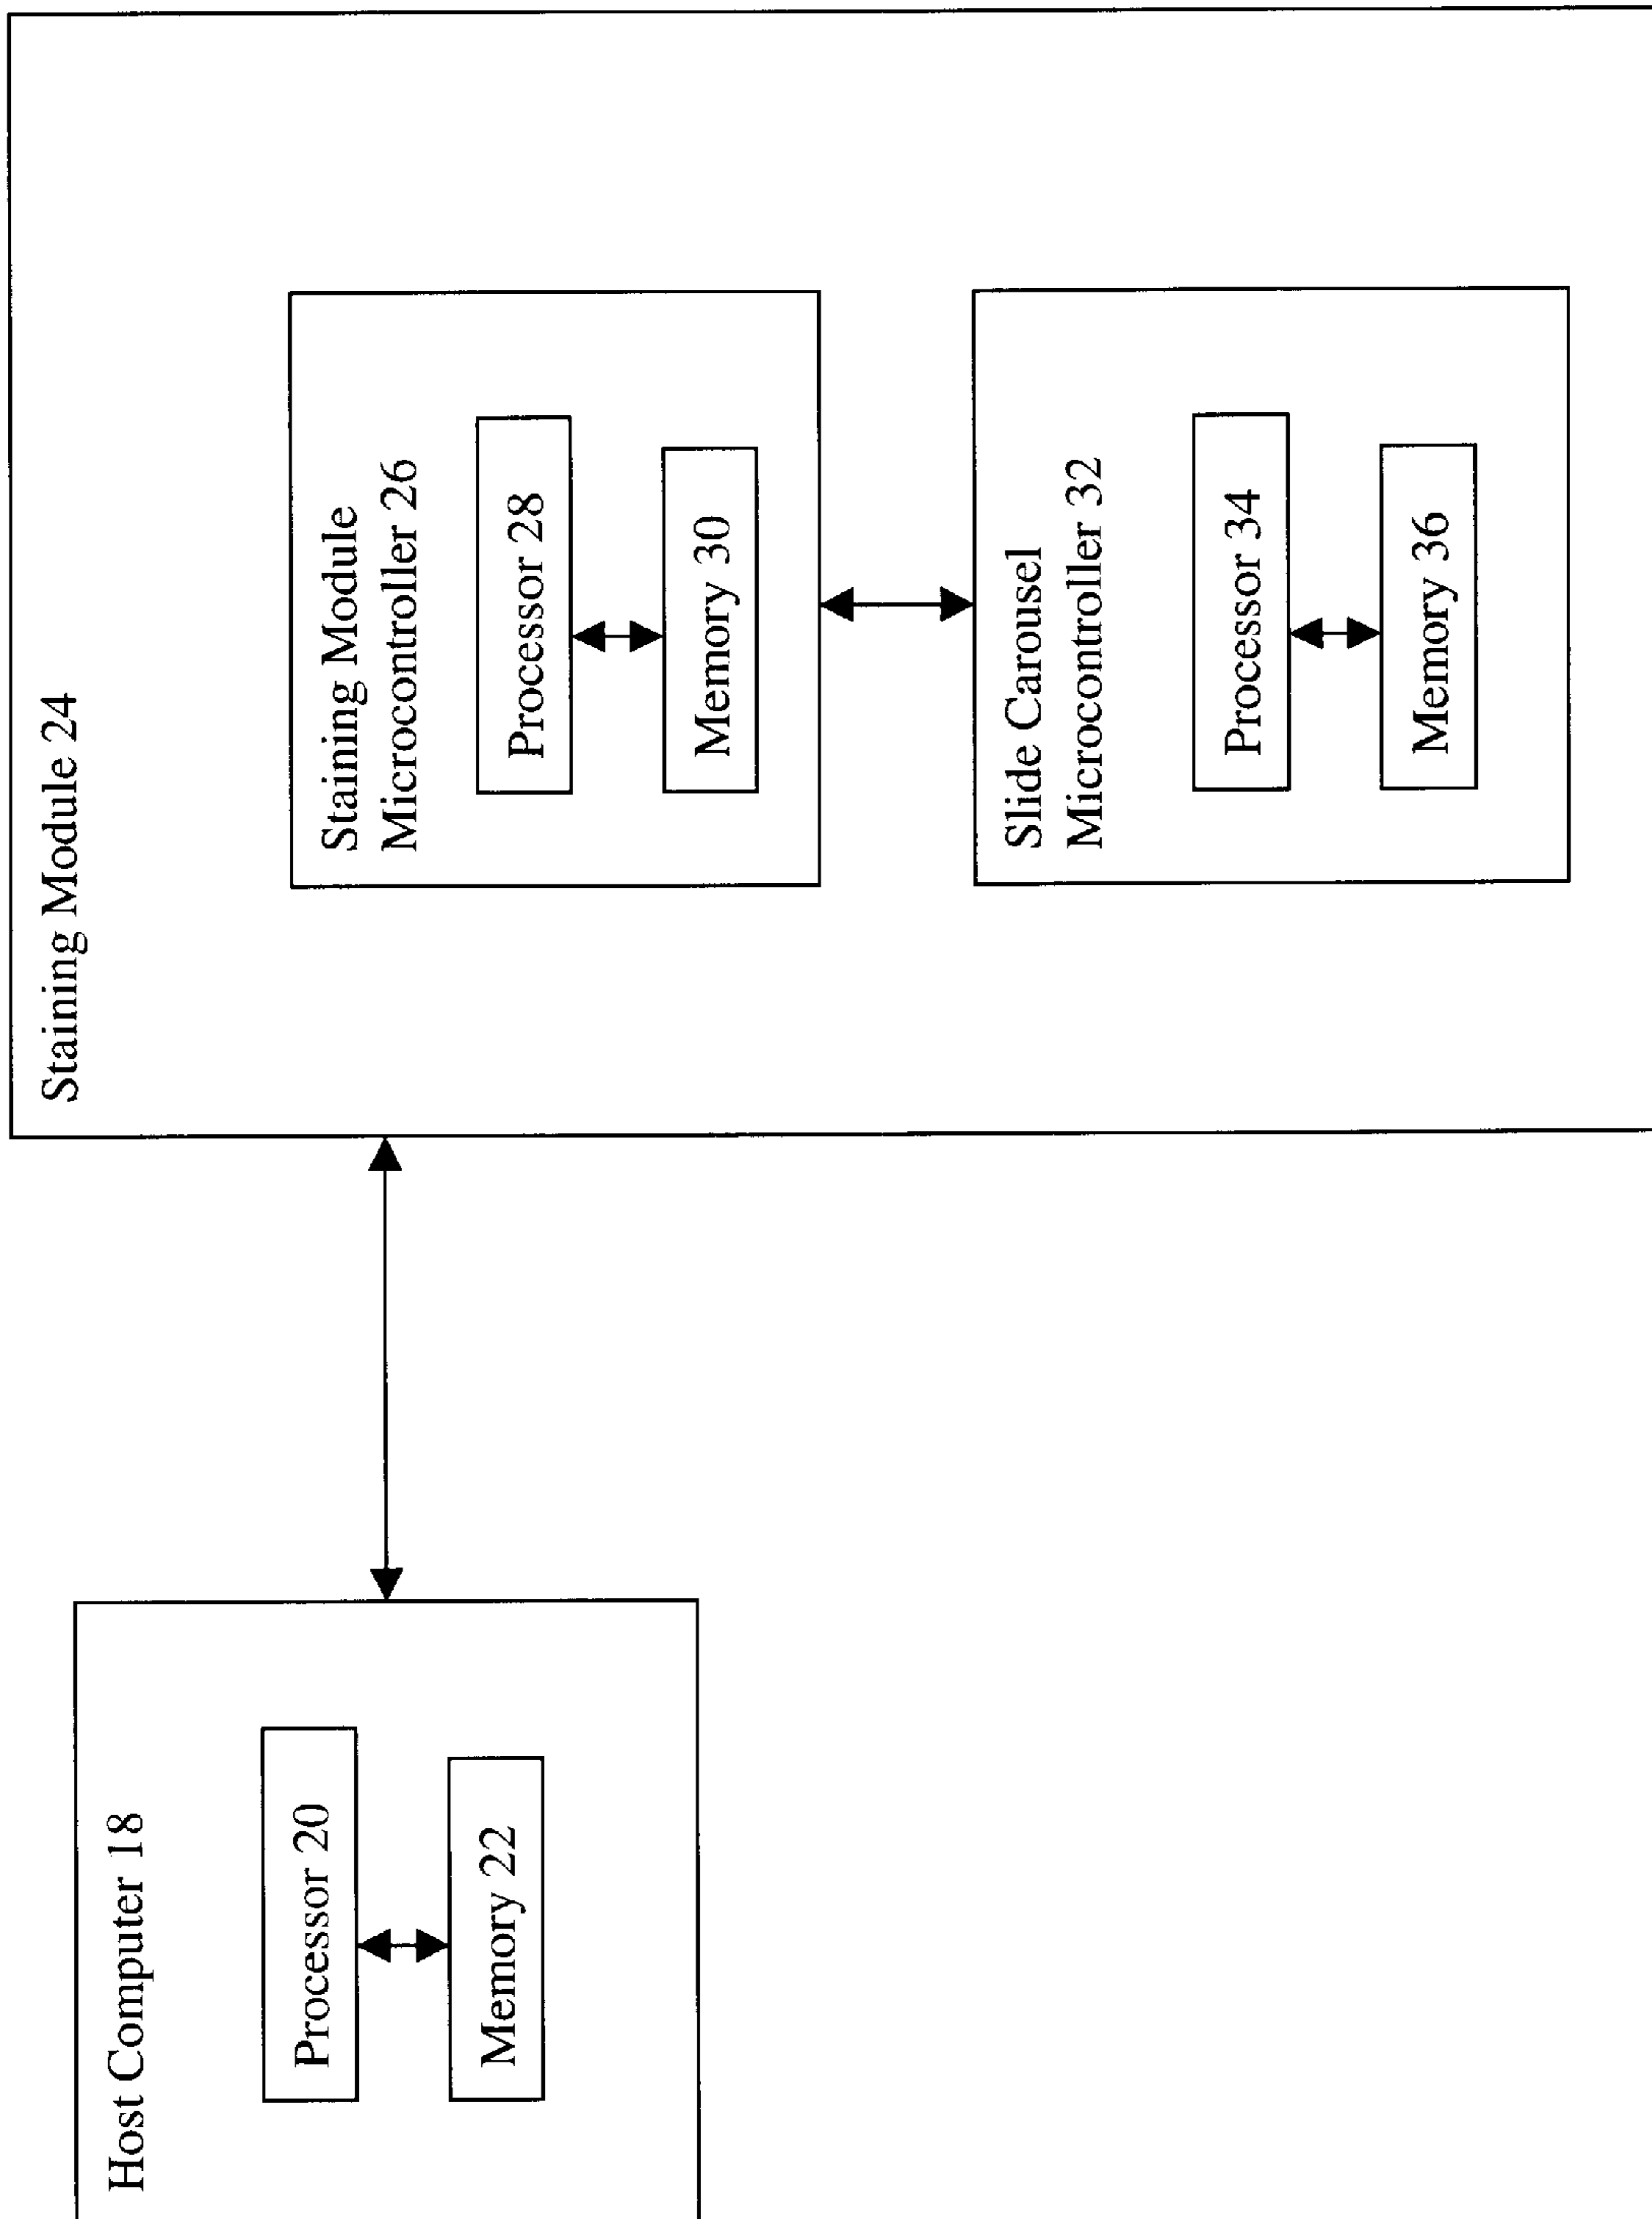 Host Computer 18
Processor 20
Memory 22
Staining Module 24
Staining Module
Microcontroller 26
Processor 28
Memory 30
Slide Carousel
Microcontroller 32
Processor 34
Memory 36